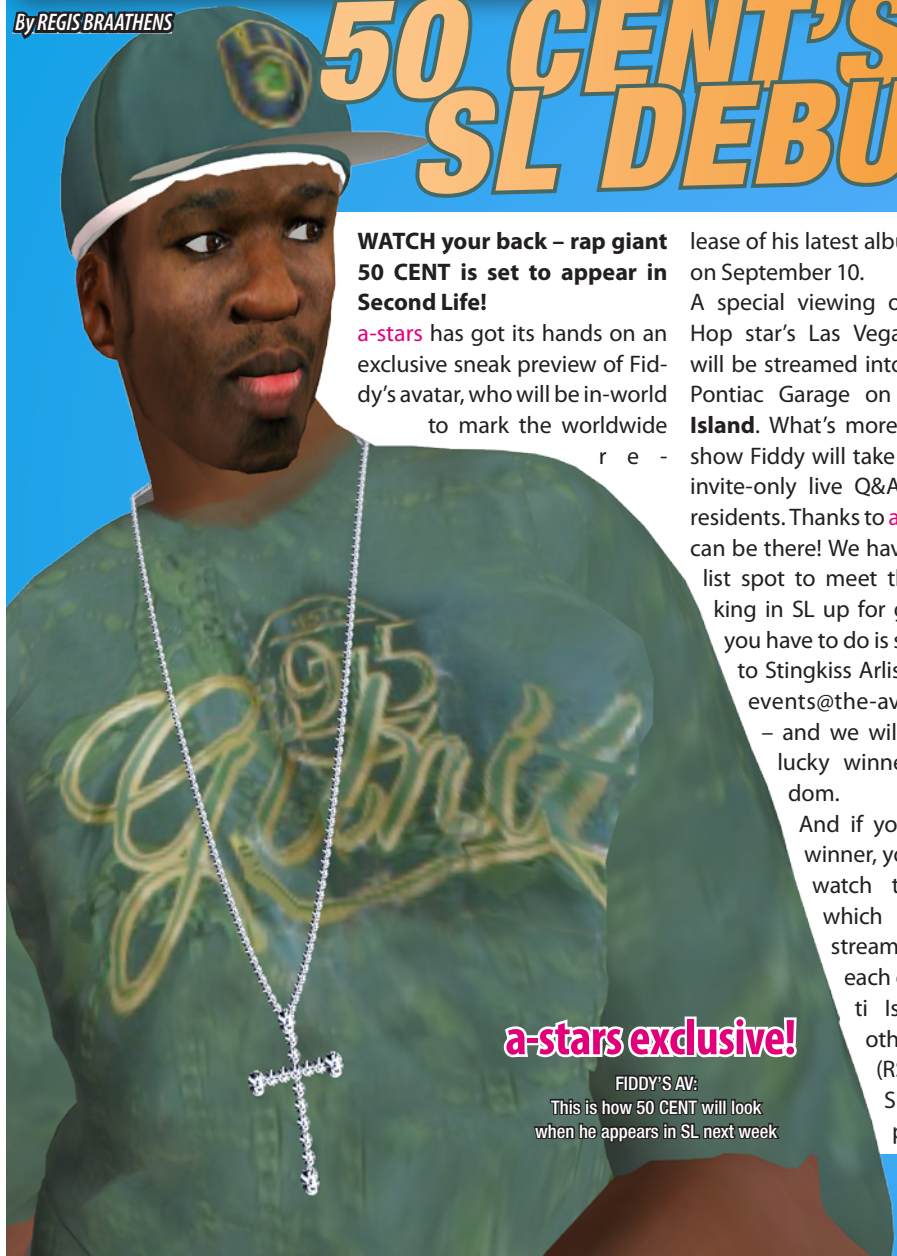 By REGIS BRAATHENS
50 CENT'S
SL DEBU
WATCH your back – rap giant
50 CENT is set to appear in
Second Life!
a-stars has got its hands on an
exclusive sneak preview of Fid-
dy's avatar, who will be in-world
to mark the worldwide
r e -
lease of his latest albu
on September 10.
A special viewing o
Hop star's Las Vega
will be streamed into
Pontiac Garage on
Island. What's more
show Fiddy will take
invite-only live Q&A
residents. Thanks to a
can be there! We hav
list spot to meet th
king in SL up for g
you have to do is s
to Stingkiss Arlis
events@the-av
– and we wil
lucky winne
dom.
And if yo
winner, yo
watch t
which
stream
each
ti Is
oth
(R
S
p
G Unit
a-stars exclusive!
FIDDY'S AV:
This is how 50 CENT will look
when he appears in SL next week